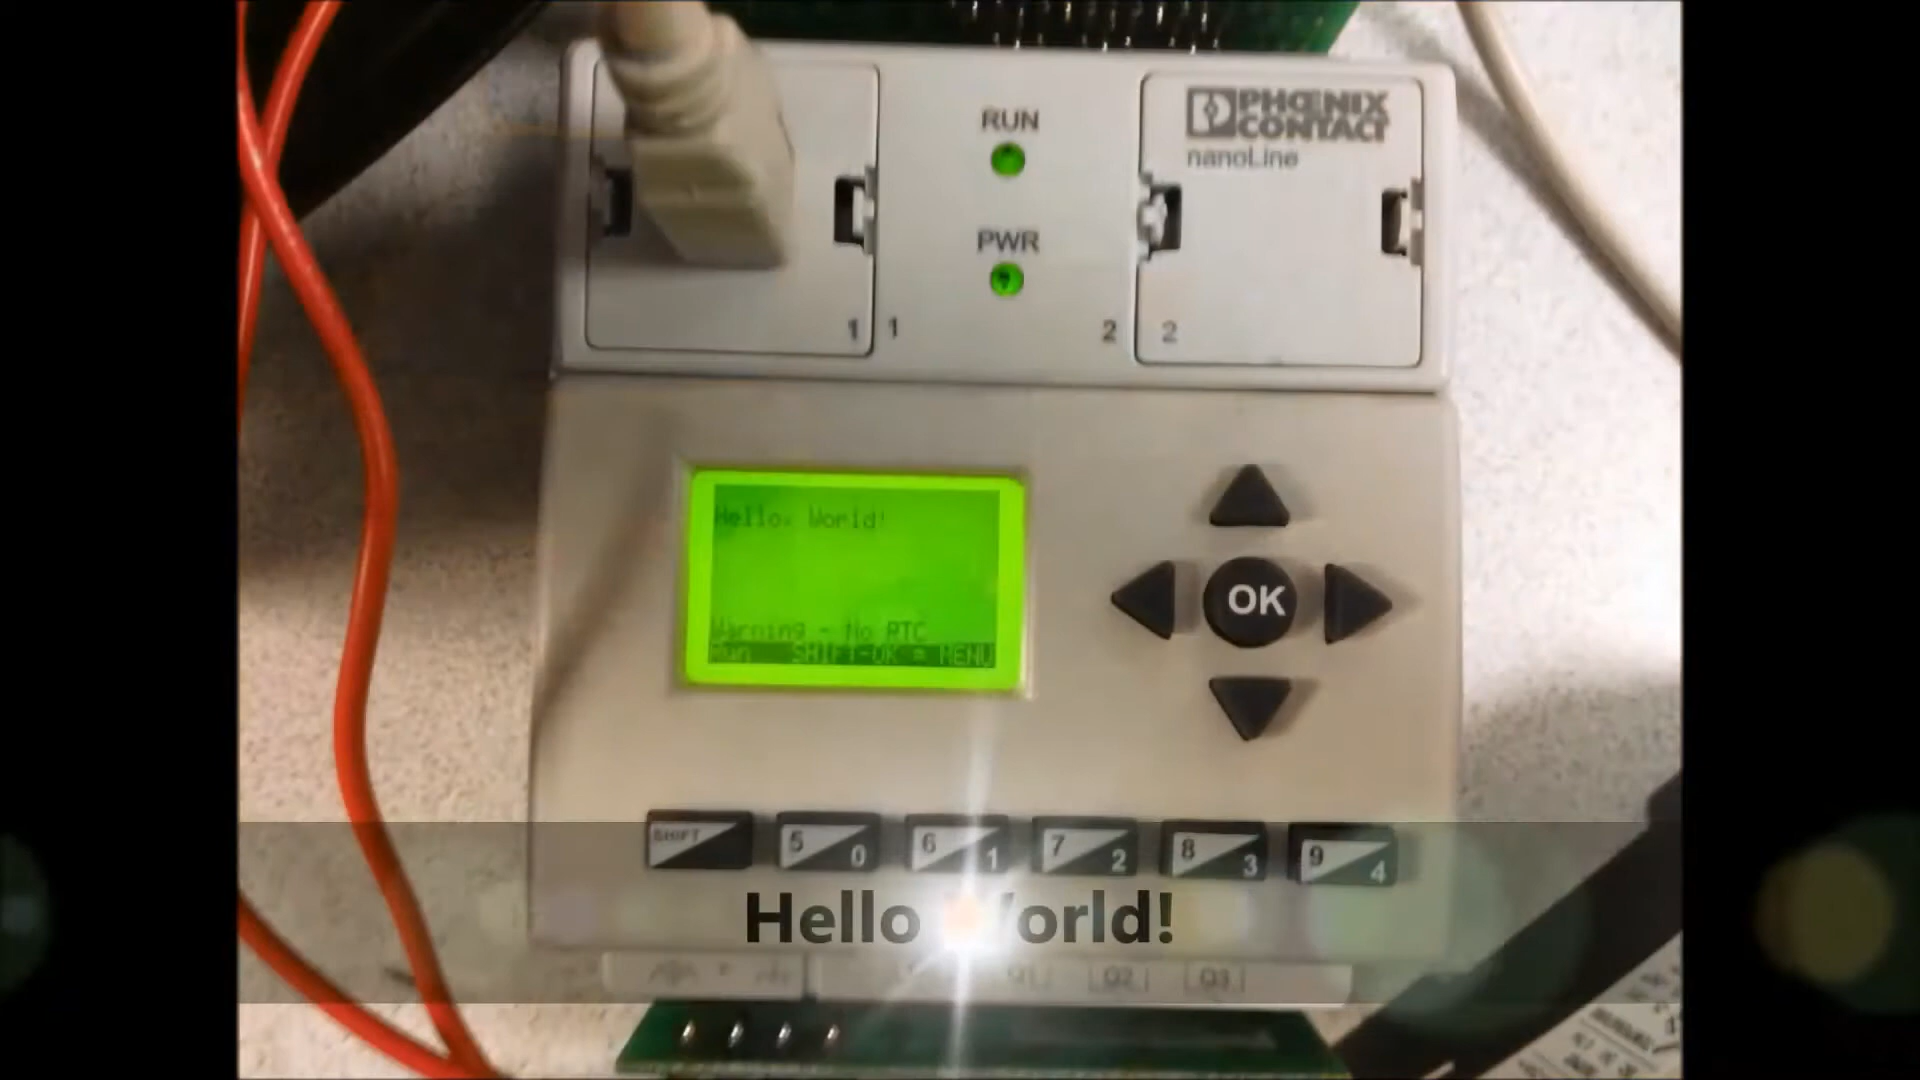 RUN
PHOENIX
CONTACT
nanoLine
PWR
1 1 2 2
Hello, World!
OK
Warning - No RTC
Run SHIFT-OK = MENU
SHIFT 5 0 6 1 7 2 8 3 9 4
Hello World!
Q1 Q2 Q3